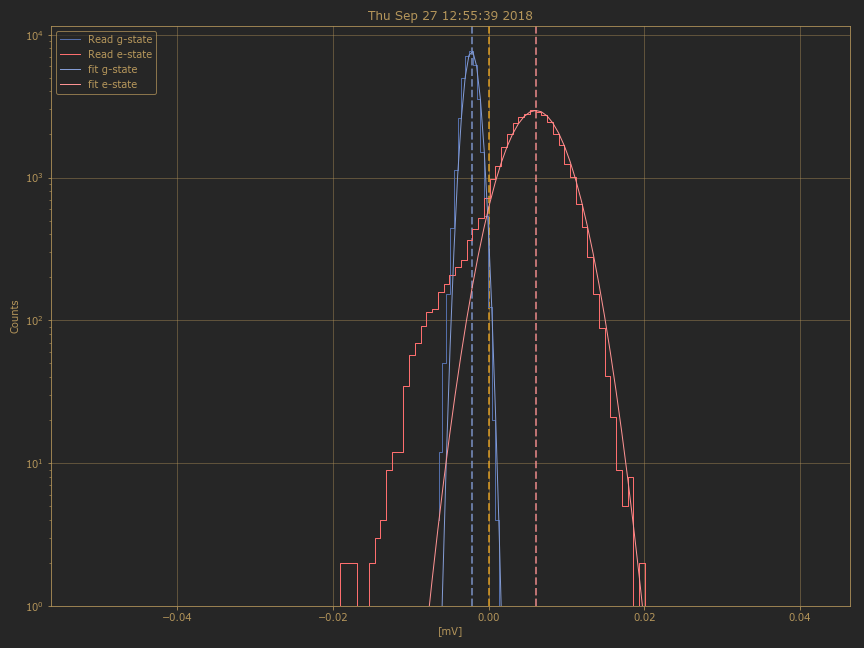 Thu Sep 27 12:55:39 2018
Read g-state
Read e-state
fit g-state
fit e-state
10⁴
10³
10²
10¹
10⁰
Counts
−0.04 −0.02 0.00 0.02 0.04
[mV]